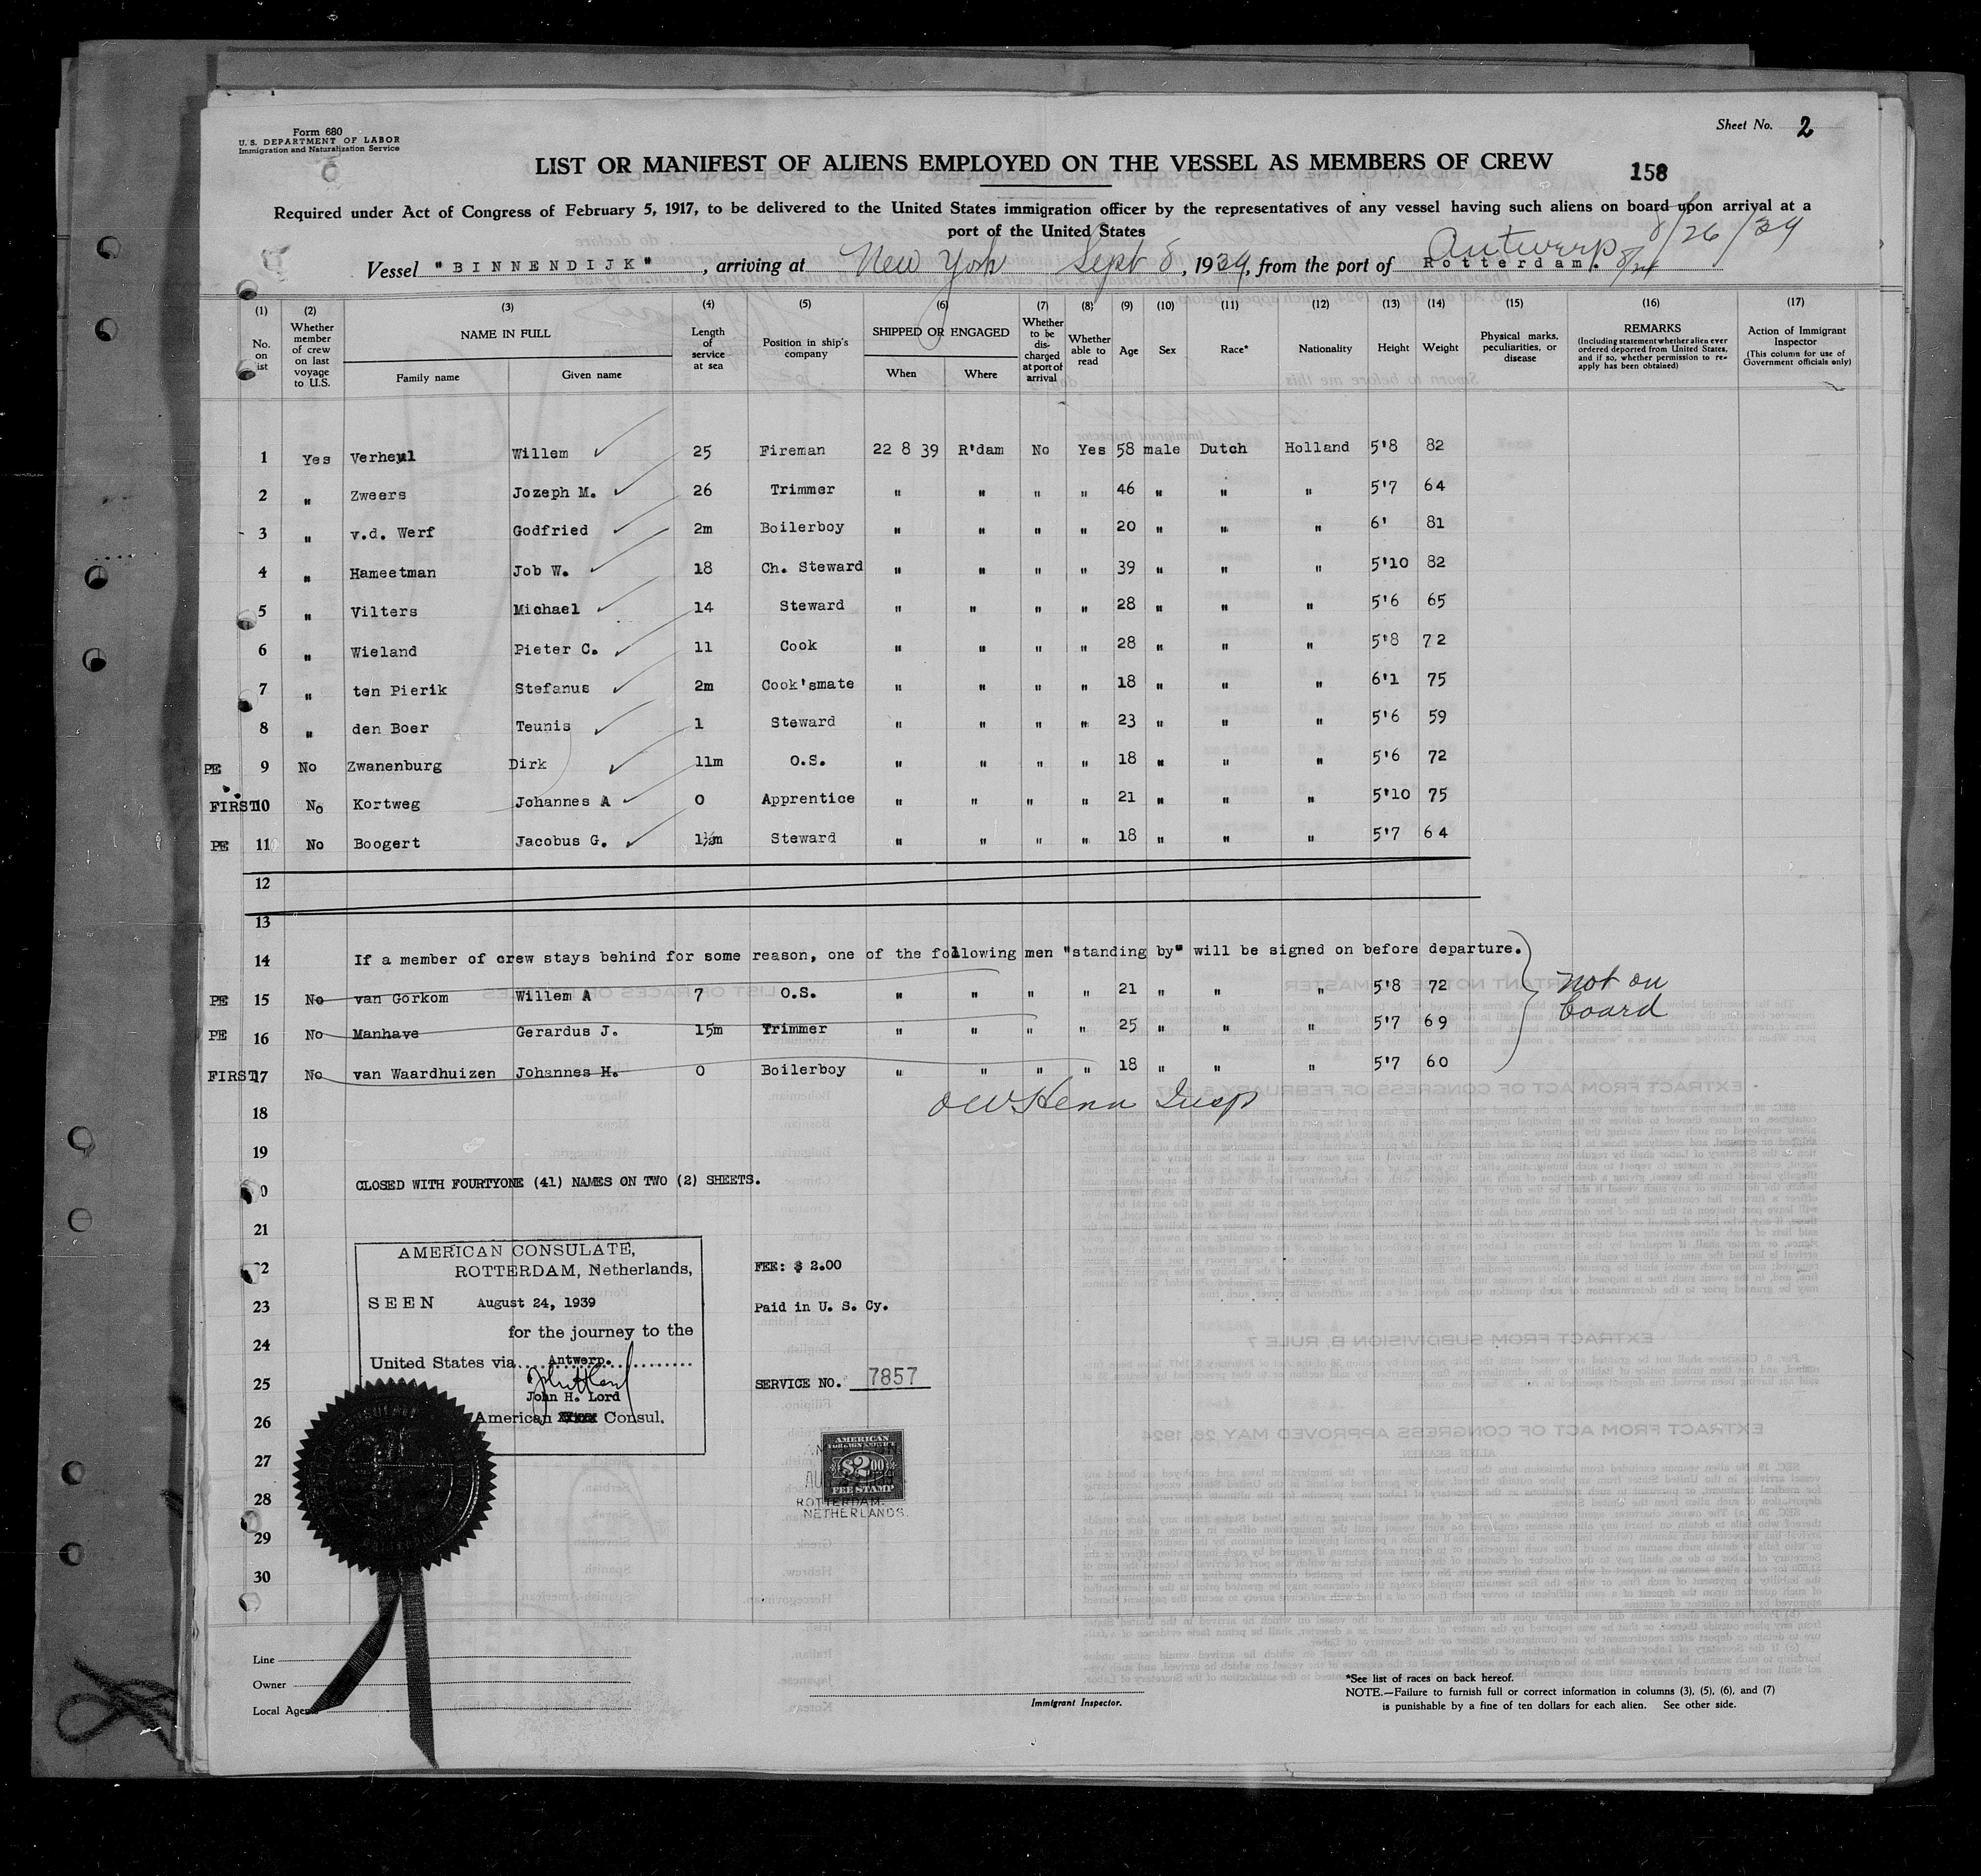 Form 680
U. S. DEPARTMENT OF LABOR
Immigration and Naturalization Service
Sheet No. 2
LIST OR MANIFEST OF ALIENS EMPLOYED ON THE VESSEL AS MEMBERS OF CREW
158
Required under Act of Congress of February 5, 1917, to be delivered to the United States immigration officer by the representatives of any vessel having such aliens on board upon arrival at a
port of the United States
Antwerp 8/26/39
Vessel "BINNENDIJK", arriving at New York Sept 8, 1939, from the port of Rotterdam. 8/24
(1) (2) (3) (4) (5) (6) (7) (8) (9) (10) (11) (12) (13) (14) (15) (16) (17)
No. on list
Whether member of crew on last voyage to U.S.
NAME IN FULL
Family name Given name
Length of service at sea
Position in ship's company
SHIPPED OR ENGAGED
When Where
Whether to be discharged at port of arrival
Whether able to read
Age
Sex
Race*
Nationality
Height
Weight
Physical marks, peculiarities, or disease
REMARKS
(Including statement whether alien ever ordered deported from United States, and if so, whether permission to reapply has been obtained)
Action of Immigrant Inspector
(This column for use of Government officials only)
1 Yes Verheul Willem 25 Fireman 22 8 39 R'dam No Yes 58 male Dutch Holland 5'8 82
2 " Zweers Jozeph M. 26 Trimmer " " " " 46 " " " 5'7 64
3 " v.d. Werf Godfried 2m Boilerboy " " " " 20 " " " 6' 81
4 " Hameetman Job W. 18 Ch. Steward " " " " 39 " " " 5'10 82
5 " Vilters Michael 14 Steward " " " " 28 " " " 5'6 65
6 " Wieland Pieter C. 11 Cook " " " " 28 " " " 5'8 72
7 " ten Pierik Stefanus 2m Cook'smate " " " " 18 " " " 6'1 75
8 " den Boer Teunis 1 Steward " " " " 23 " " " 5'6 59
PE 9 No Zwanenburg Dirk 11m O.S. " " " " 18 " " " 5'6 72
FIRST 10 No Kortweg Johannes A 0 Apprentice " " " " 21 " " " 5'10 75
PE 11 No Boogert Jacobus G. 1½m Steward " " " " 18 " " " 5'7 64
12
13
14 If a member of crew stays behind for some reason, one of the following men "standing by" will be signed on before departure.
PE 15 No van Gorkom Willem A 7 O.S. " " " " 21 " " " 5'8 72
not on
board
PE 16 No Manhave Gerardus J. 15m Trimmer " " " " 25 " " " 5'7 69
FIRST 17 No van Waardhuizen Johannes H. 0 Boilerboy " " " " 18 " " " 5'7 60
18
OW Henn Insp
19
CLOSED WITH FOURTYONE (41) NAMES ON TWO (2) SHEETS.
21
AMERICAN CONSULATE,
ROTTERDAM, Netherlands,
SEEN August 24, 1939
for the journey to the
United States via Antwerp.
John H. Lord
American Consul.
FEE: $ 2.00
Paid in U. S. Cy.
SERVICE NO. 7857
AMERICAN
FOREIGN SERVICE
$2.00
FEE STAMP
ROTTERDAM.
NETHERLANDS.
23
24
25
26
27
28
29
30
Line
Owner
Local Agent
Immigrant Inspector.
*See list of races on back hereof.
NOTE.—Failure to furnish full or correct information in columns (3), (5), (6), and (7)
is punishable by a fine of ten dollars for each alien. See other side.